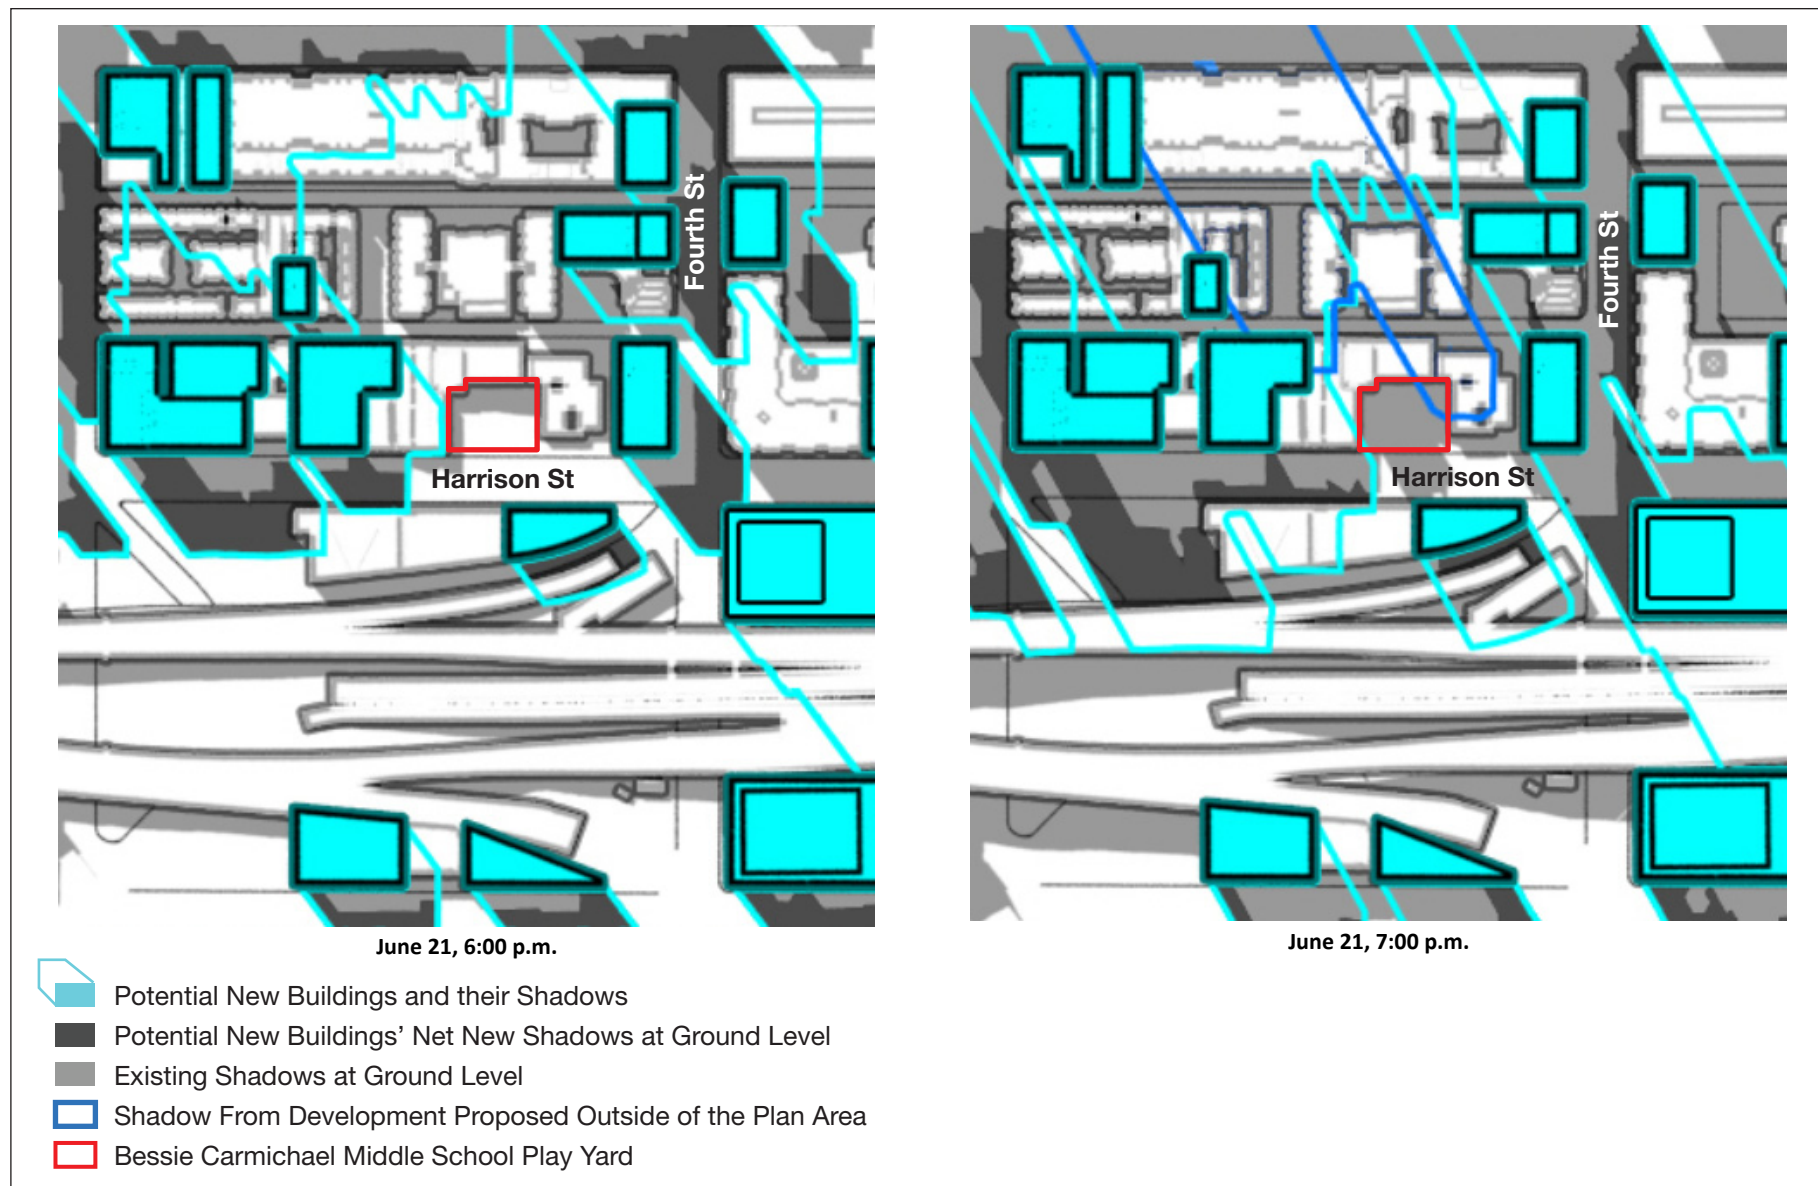 Fourth St
Harrison St
June 21, 6:00 p.m.
Fourth St
Harrison St
June 21, 7:00 p.m.
Potential New Buildings and their Shadows
Potential New Buildings' Net New Shadows at Ground Level
Existing Shadows at Ground Level
Shadow From Development Proposed Outside of the Plan Area
Bessie Carmichael Middle School Play Yard